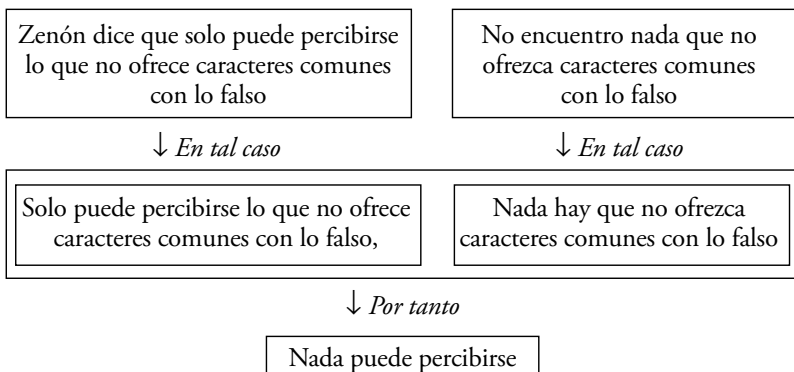 Zenón dice que solo puede percibirse
lo que no ofrece caracteres comunes
con lo falso
No encuentro nada que no
ofrezca caracteres comunes
con lo falso
↓ En tal caso
↓ En tal caso
Solo puede percibirse lo que no ofrece
caracteres comunes con lo falso,
Nada hay que no ofrezca
caracteres comunes con lo falso
↓ Por tanto
Nada puede percibirse